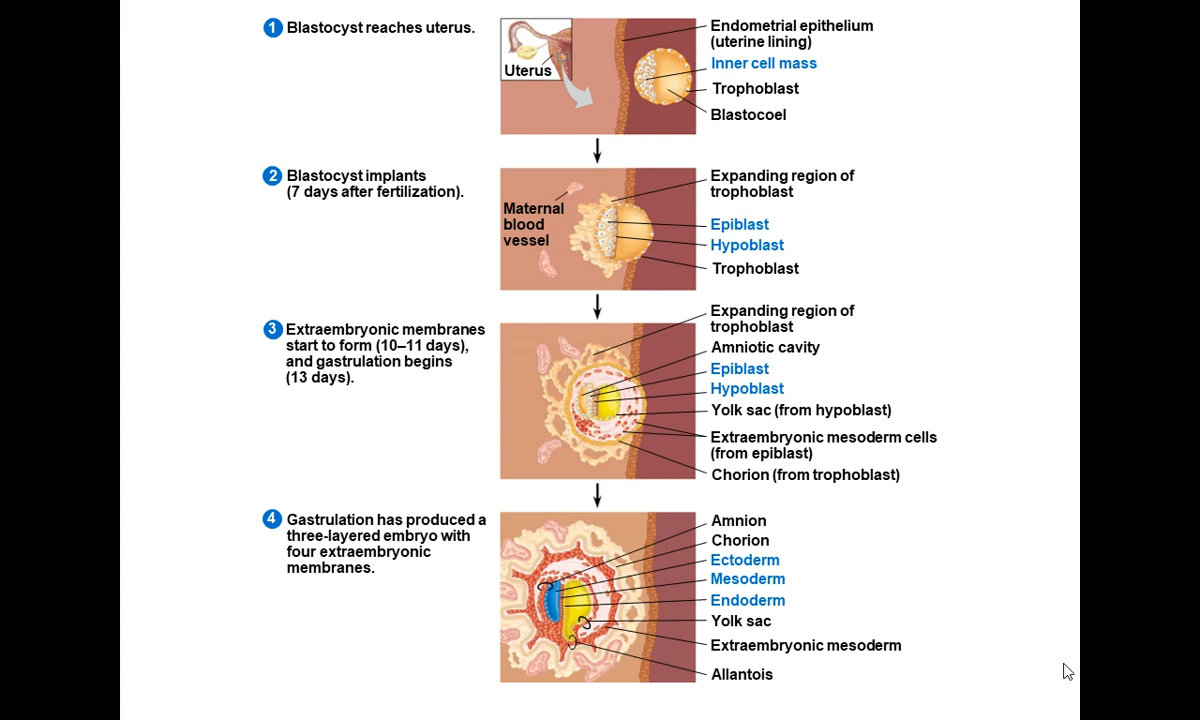 1 Blastocyst reaches uterus.
Uterus
Endometrial epithelium
(uterine lining)
Inner cell mass
Trophoblast
Blastocoel
2 Blastocyst implants
(7 days after fertilization).
Maternal
blood
vessel
Expanding region of
trophoblast
Epiblast
Hypoblast
Trophoblast
3 Extraembryonic membranes
start to form (10–11 days),
and gastrulation begins
(13 days).
Expanding region of
trophoblast
Amniotic cavity
Epiblast
Hypoblast
Yolk sac (from hypoblast)
Extraembryonic mesoderm cells
(from epiblast)
Chorion (from trophoblast)
4 Gastrulation has produced a
three-layered embryo with
four extraembryonic
membranes.
Amnion
Chorion
Ectoderm
Mesoderm
Endoderm
Yolk sac
Extraembryonic mesoderm
Allantois